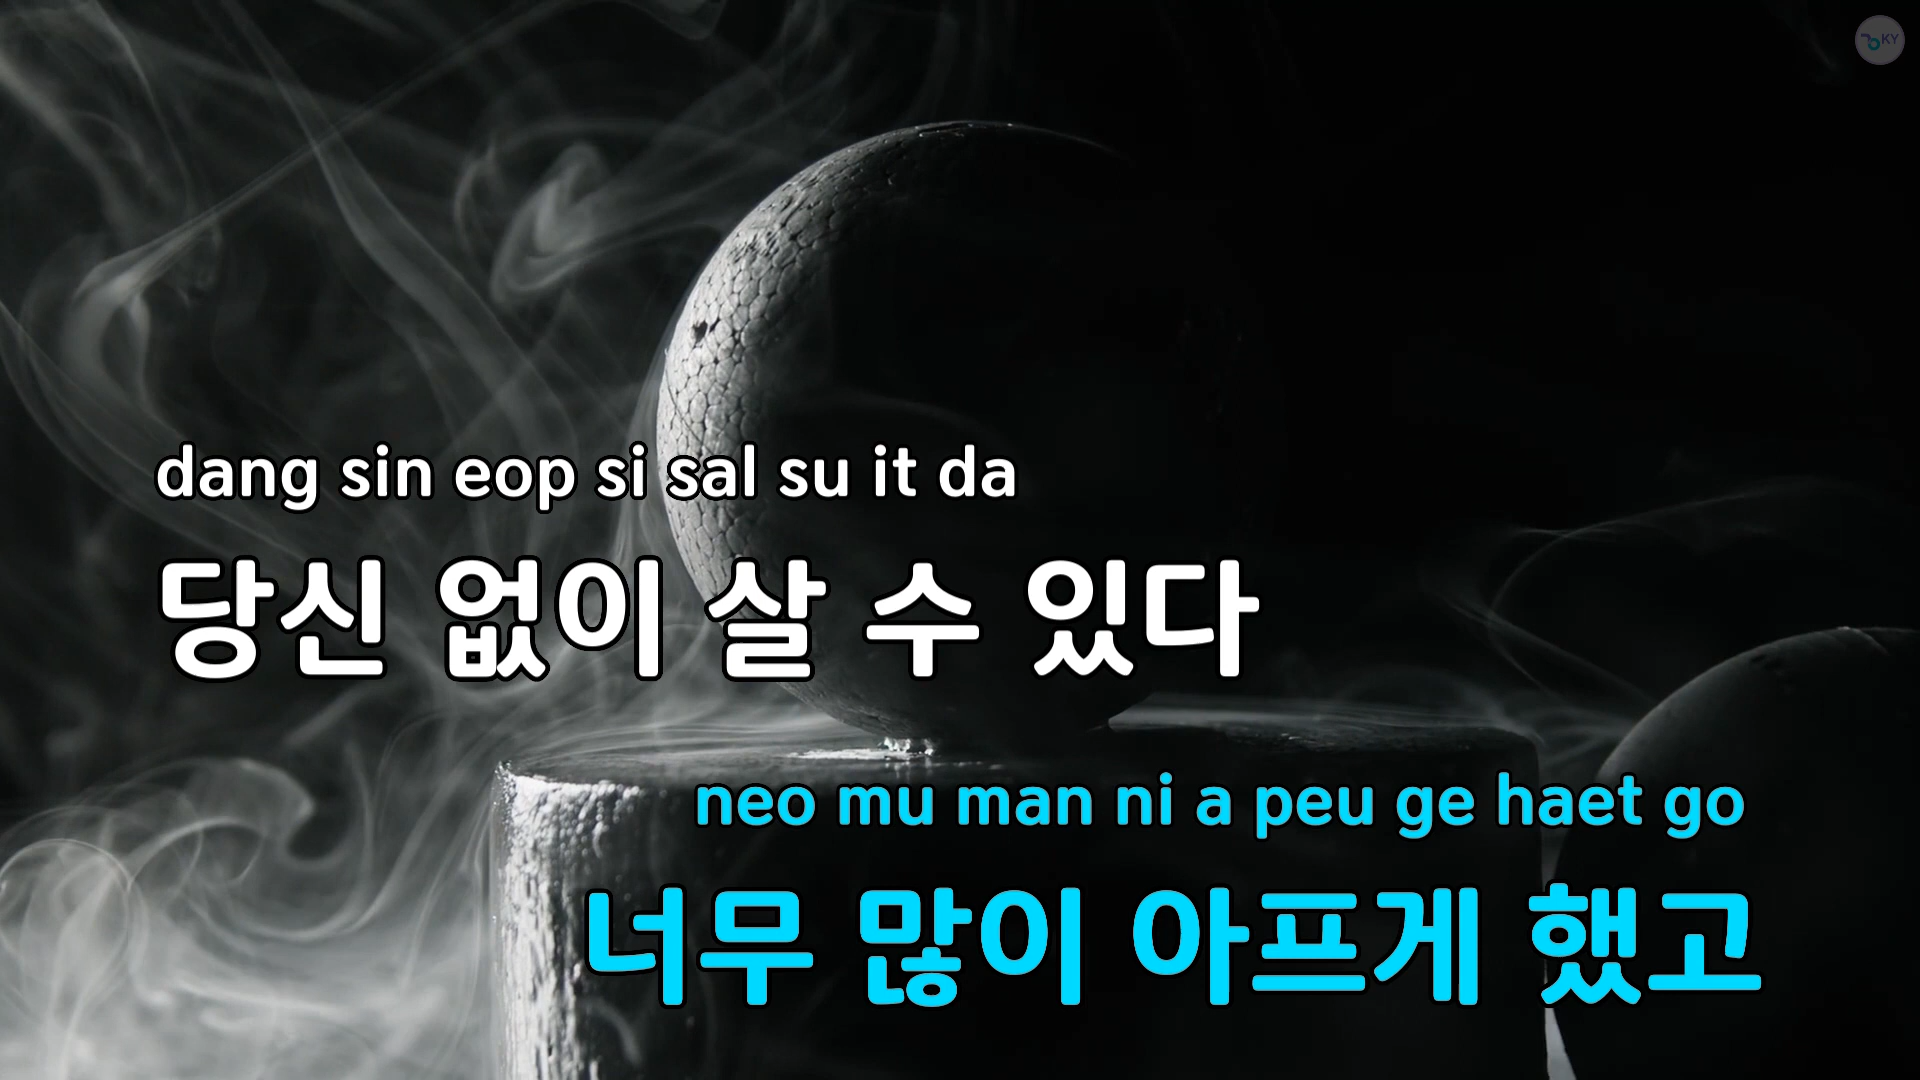 KY
dang sin eop si sal su it da
당신 없이 살 수 있다
neo mu man ni a peu ge haet go
너무 많이 아프게 했고